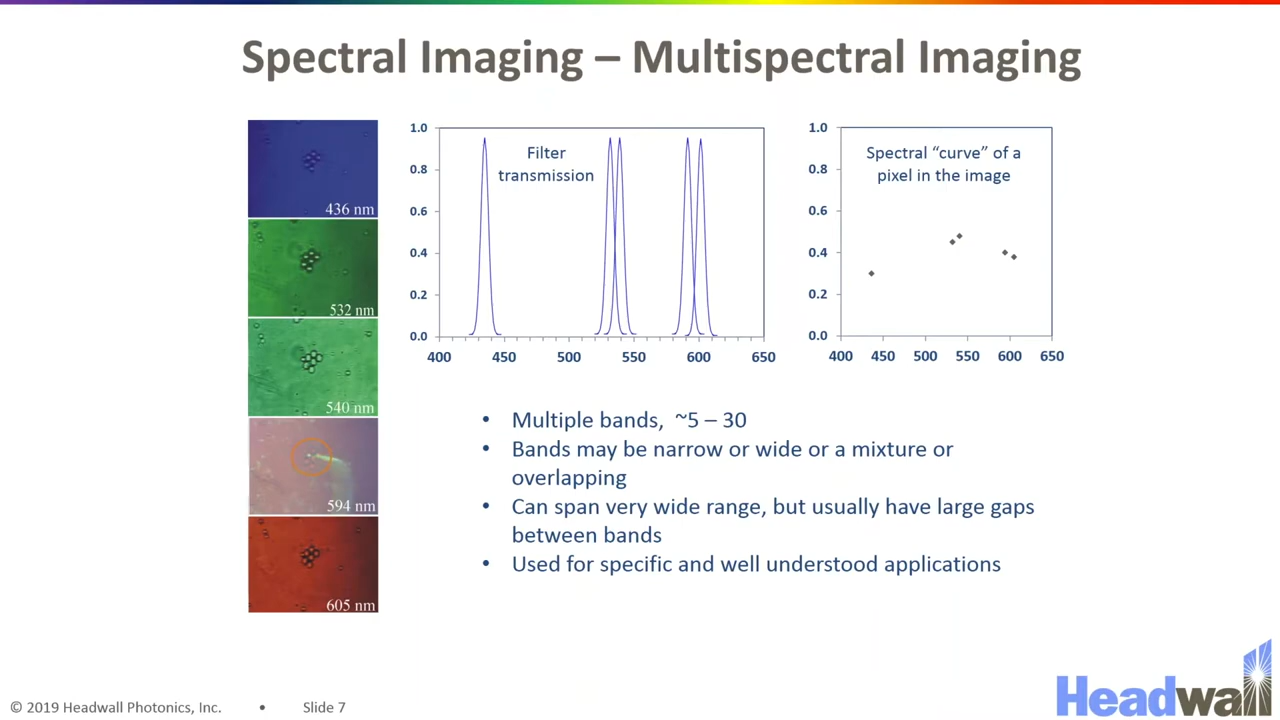 Spectral Imaging – Multispectral Imaging
436 nm
532 nm
540 nm
594 nm
605 nm
1.0
0.8
0.6
0.4
0.2
0.0
400 450 500 550 600 650
Filter
transmission
1.0
0.8
0.6
0.4
0.2
0.0
400 450 500 550 600 650
Spectral “curve” of a
pixel in the image
• Multiple bands, ~5 – 30
• Bands may be narrow or wide or a mixture or
overlapping
• Can span very wide range, but usually have large gaps
between bands
• Used for specific and well understood applications
© 2019 Headwall Photonics, Inc. • Slide 7
Headwall